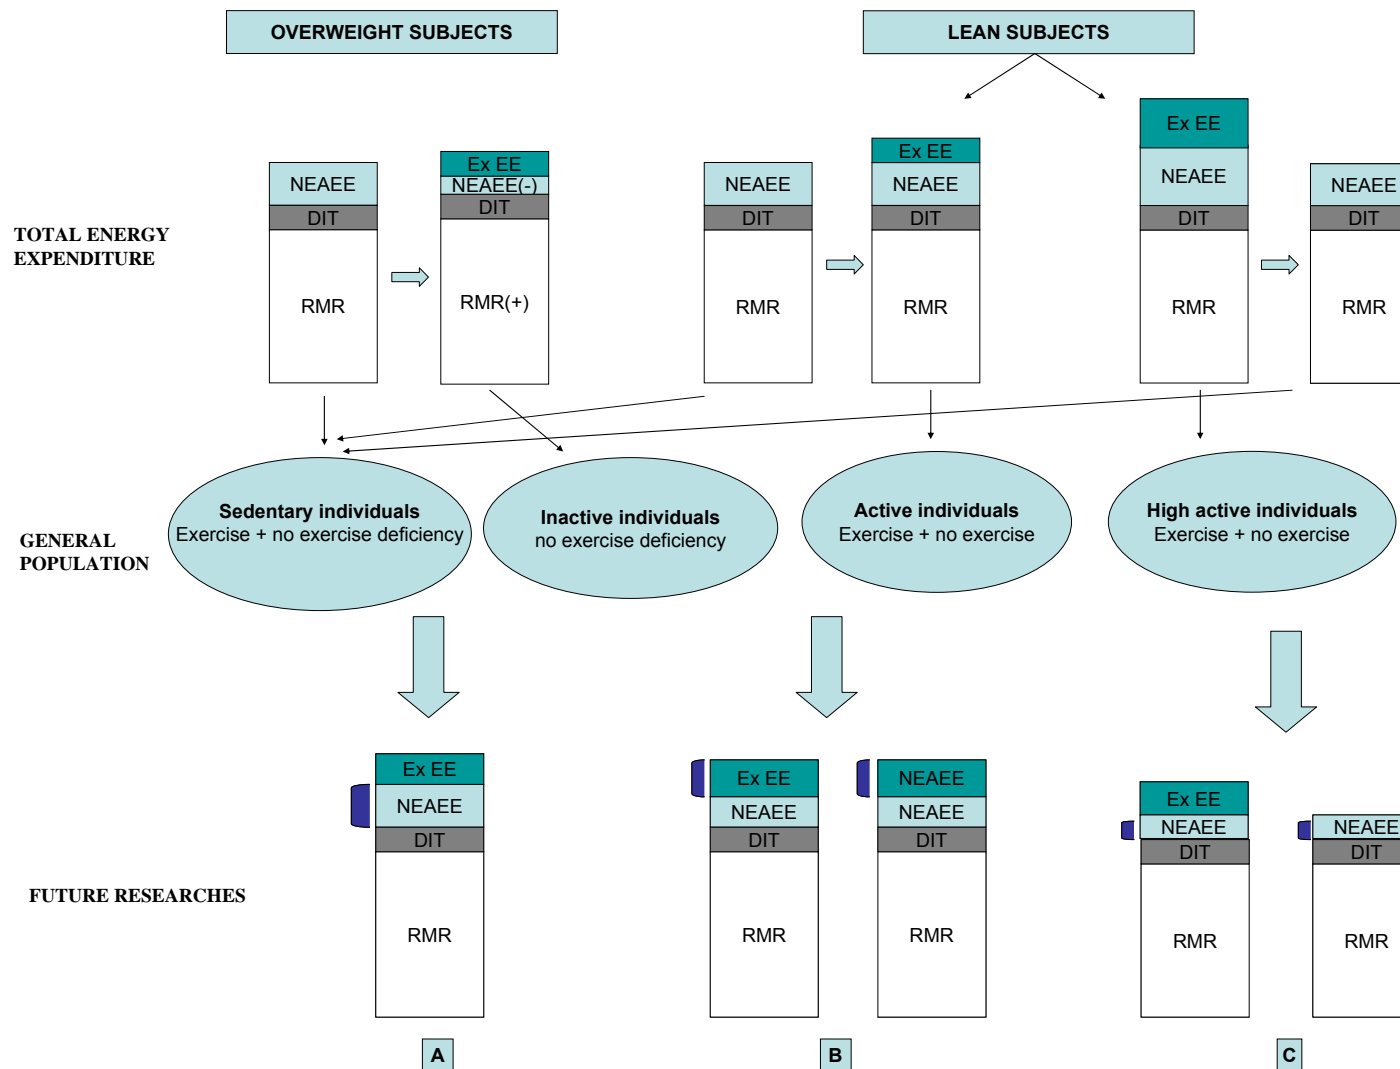 OVERWEIGHT SUBJECTS
LEAN SUBJECTS
TOTAL ENERGY
EXPENDITURE
NEAEE
DIT
RMR
Ex EE
NEAEE(-)
DIT
RMR(+)
NEAEE
DIT
RMR
Ex EE
NEAEE
DIT
RMR
Ex EE
NEAEE
DIT
RMR
NEAEE
DIT
RMR
GENERAL
POPULATION
Sedentary individuals
Exercise + no exercise deficiency
Inactive individuals
no exercise deficiency
Active individuals
Exercise + no exercise
High active individuals
Exercise + no exercise
FUTURE RESEARCHES
Ex EE
NEAEE
DIT
RMR
Ex EE
NEAEE
DIT
RMR
NEAEE
NEAEE
DIT
RMR
Ex EE
NEAEE
DIT
RMR
NEAEE
DIT
RMR
A
B
C